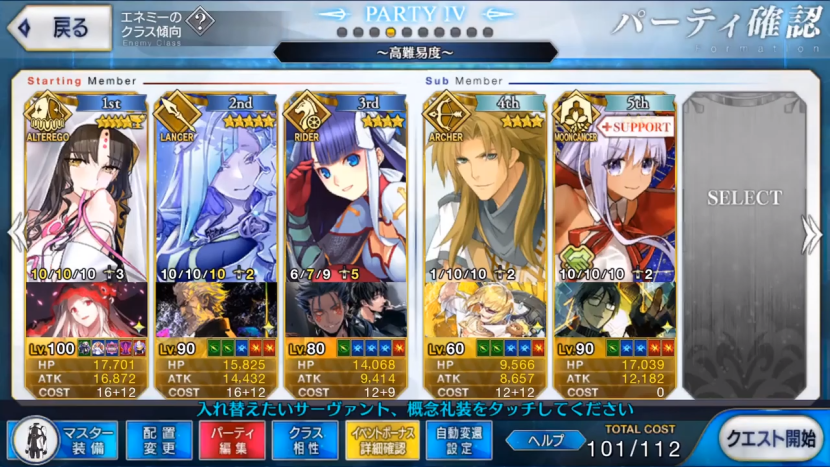 戻る
エネミーの
クラス傾向
Enemy Class
?
PARTY IV
～高難易度～
パーティ確認
Formation
Starting Member
Sub Member
1st
ALTEREGO
10/10/10
3
Lv.100
HP 17,701
ATK 16,872
COST 16+12
2nd
LANCER
10/10/10
2
Lv.90
HP 15,825
ATK 14,432
COST 16+12
3rd
RIDER
6/7/9
5
Lv.80
HP 14,068
ATK 9,414
COST 12+9
4th
ARCHER
1/10/10
2
Lv.60
HP 9,566
ATK 8,657
COST 12+12
5th
+SUPPORT
MOONCANCER
10/10/10
2
Lv.90
HP 17,039
ATK 12,182
COST 0
SELECT
入れ替えたいサーヴァント、概念礼装をタッチしてください
マスター
装備
配置
変更
パーティ
編集
クラス
相性
イベントボーナス
詳細確認
自動変還
設定
ヘルプ
TOTAL COST
101/112
クエスト開始